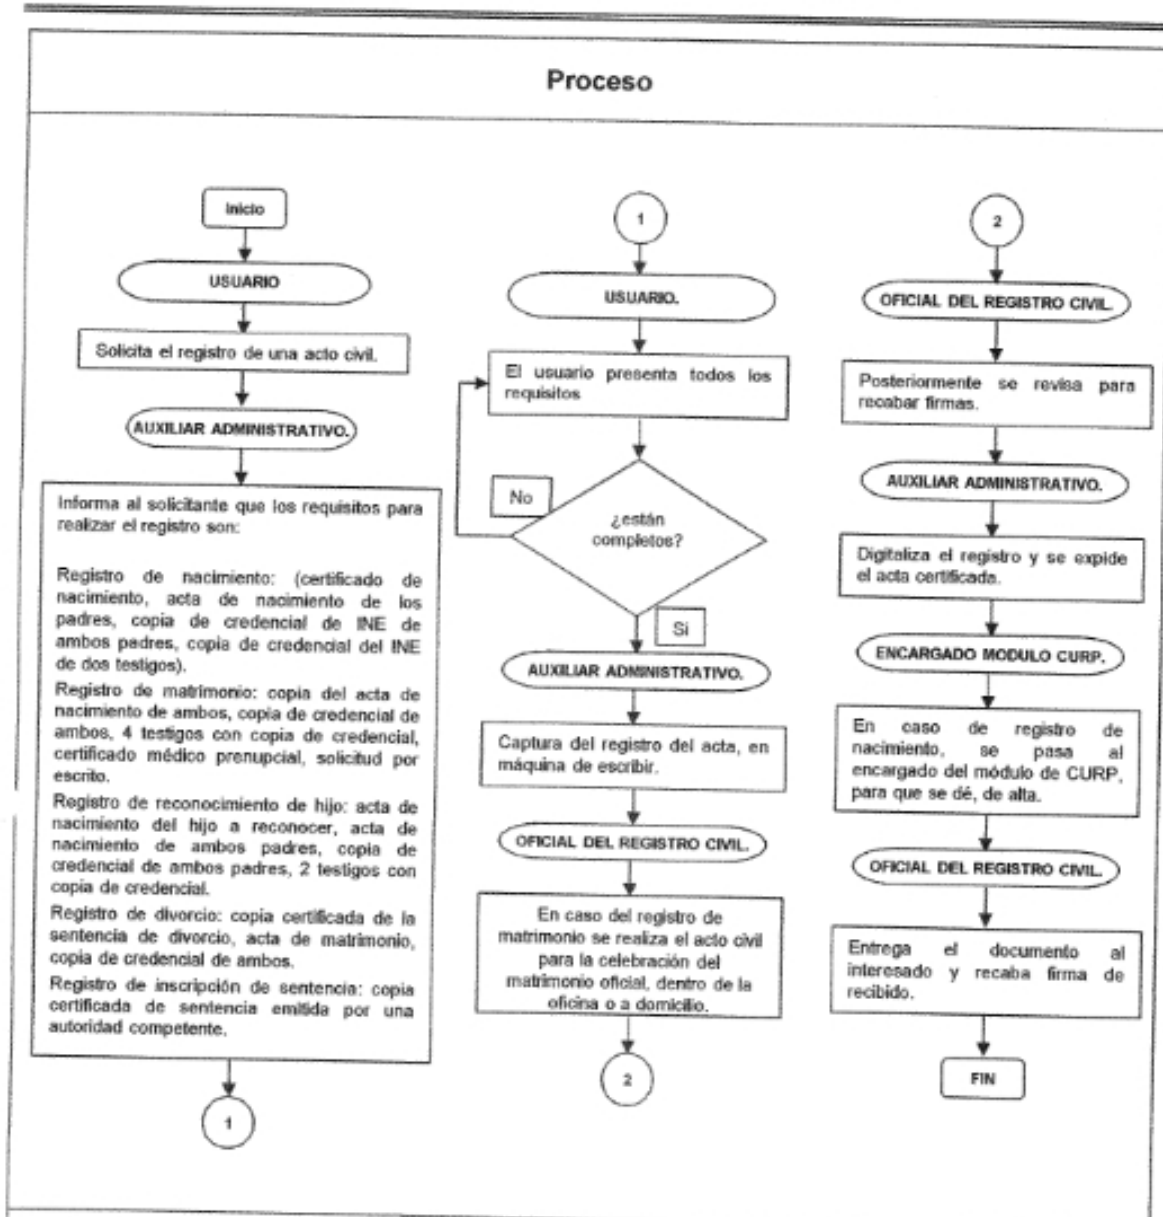 Proceso
Inicio
USUARIO
Solicita el registro de una acto civil.
AUXILIAR ADMINISTRATIVO.
Informa al solicitante que los requisitos para
realizar el registro son:
Registro de nacimiento: (certificado de
nacimiento, acta de nacimiento de los
padres, copia de credencial de INE de
ambos padres, copia de credencial del INE
de dos testigos).
Registro de matrimonio: copia del acta de
nacimiento de ambos, copia de credencial de
ambos, 4 testigos con copia de credencial,
certificado médico prenupcial, solicitud por
escrito.
Registro de reconocimiento de hijo: acta de
nacimiento del hijo a reconocer, acta de
nacimiento de ambos padres, copia de
credencial de ambos padres, 2 testigos con
copia de credencial.
Registro de divorcio: copia certificada de la
sentencia de divorcio, acta de matrimonio,
copia de credencial de ambos.
Registro de inscripción de sentencia: copia
certificada de sentencia emitida por una
autoridad competente.
1
1
USUARIO.
El usuario presenta todos los
requisitos
No
¿están
completos?
Si
AUXILIAR ADMINISTRATIVO.
Captura del registro del acta, en
máquina de escribir.
OFICIAL DEL REGISTRO CIVIL.
En caso del registro de
matrimonio se realiza el acto civil
para la celebración del
matrimonio oficial, dentro de la
oficina o a domicilio.
2
2
OFICIAL DEL REGISTRO CIVIL.
Posteriormente se revisa para
recabar firmas.
AUXILIAR ADMINISTRATIVO.
Digitaliza el registro y se expide
el acta certificada.
ENCARGADO MODULO CURP.
En caso de registro de
nacimiento, se pasa al
encargado del módulo de CURP,
para que se dé, de alta.
OFICIAL DEL REGISTRO CIVIL.
Entrega el documento al
interesado y recaba firma de
recibido.
FIN